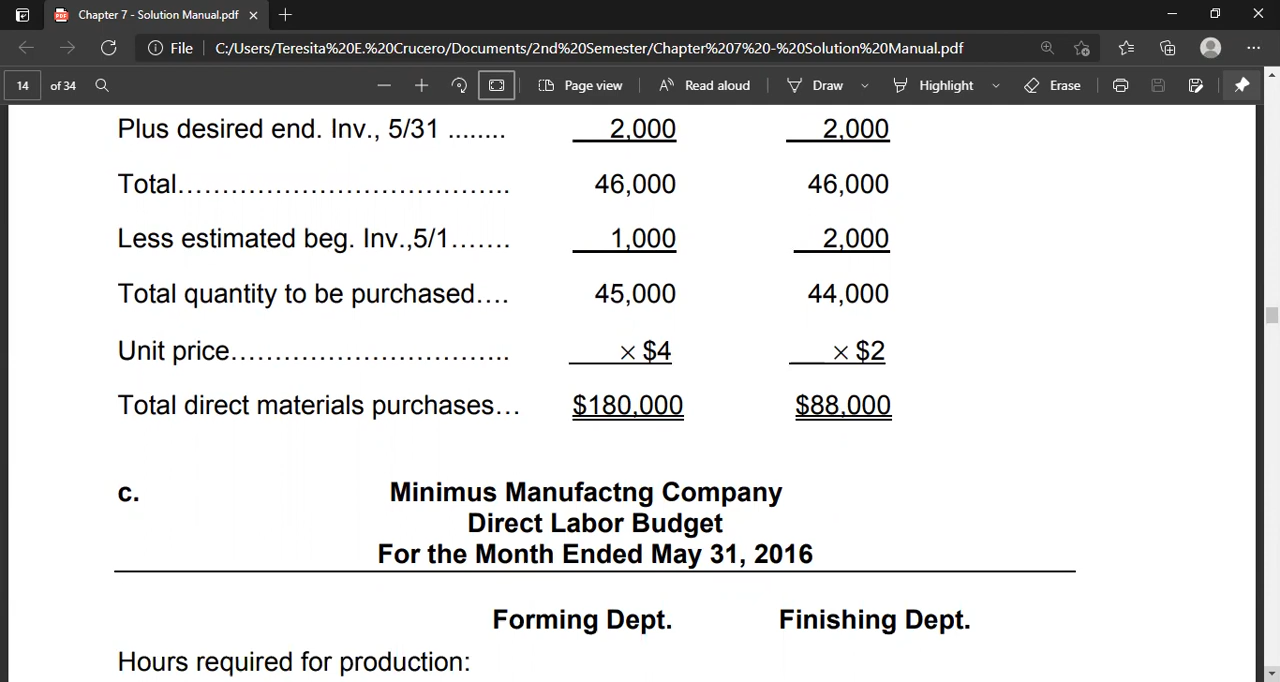 Chapter 7 - Solution Manual.pdf
File C:/Users/Teresita%20E.%20Crucero/Documents/2nd%20Semester/Chapter%207%20-%20Solution%20Manual.pdf
14 of 34 Page view Read aloud Draw Highlight Erase
Plus desired end. Inv., 5/31 ........ 2,000 2,000
Total…………………………………….. 46,000 46,000
Less estimated beg. Inv.,5/1……. 1,000 2,000
Total quantity to be purchased…. 45,000 44,000
Unit price…………………………….. × $4 × $2
Total direct materials purchases… $180,000 $88,000
c. Minimus Manufactng Company
Direct Labor Budget
For the Month Ended May 31, 2016
Forming Dept. Finishing Dept.
Hours required for production: